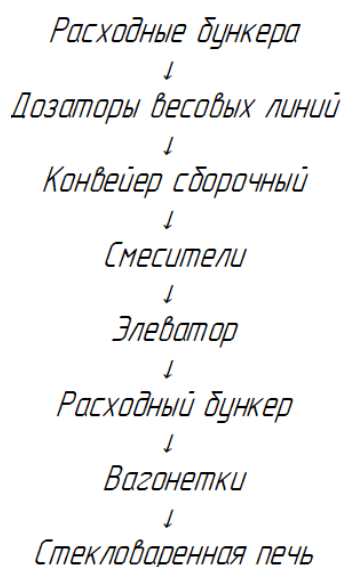 Расходные бункера
↓
Дозаторы весовых линий
↓
Конвейер сборочный
↓
Смесители
↓
Элеватор
↓
Расходный бункер
↓
Вагонетки
↓
Стекловаренная печь